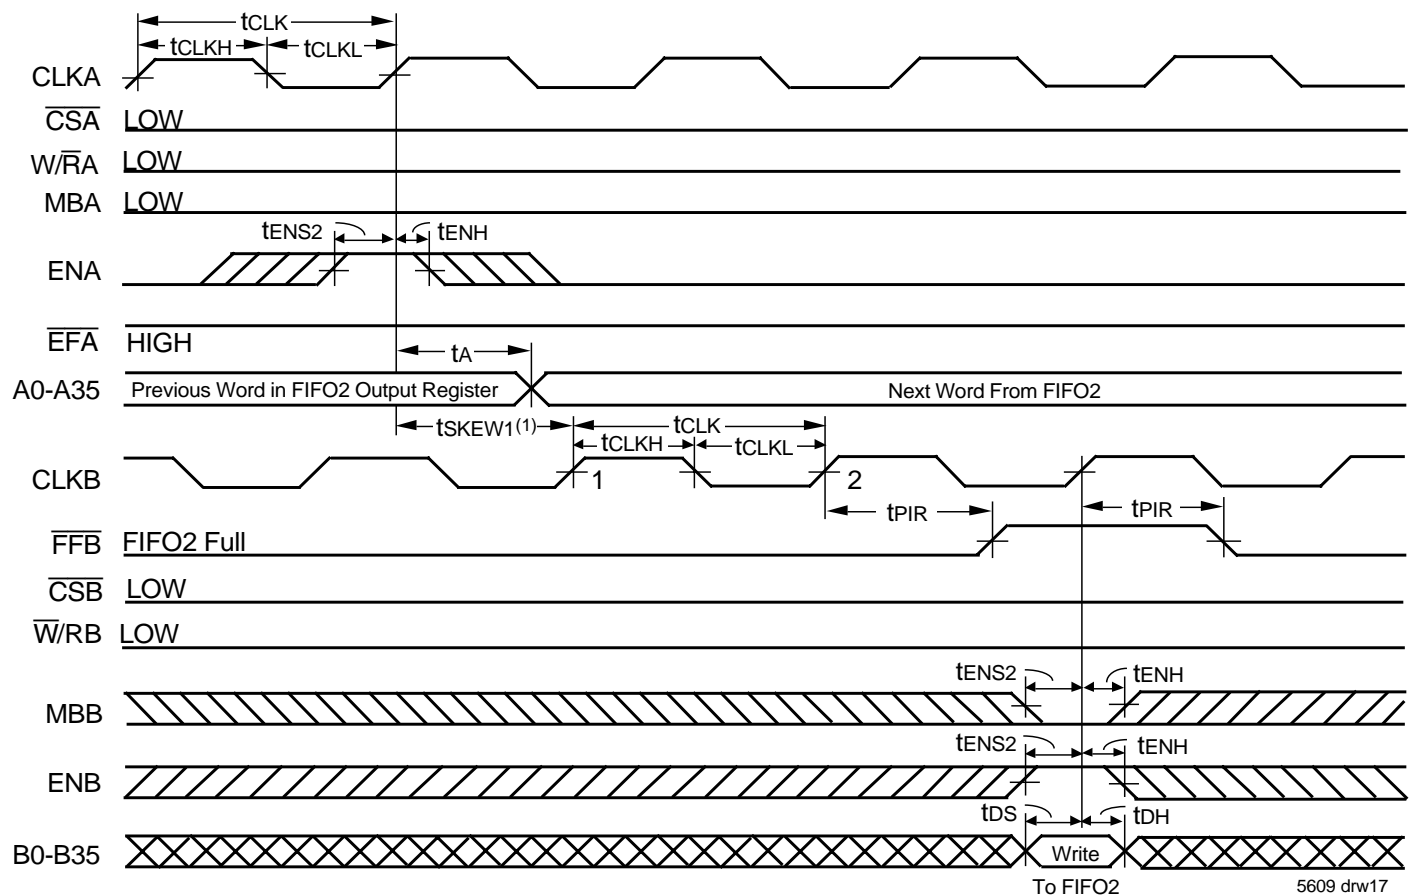 tCLK
tCLKH tCLKL
CLKA
CSA LOW
W/RA LOW
MBA LOW
tENS2 tENH
ENA
EFA HIGH
tA
A0-A35 Previous Word in FIFO2 Output Register Next Word From FIFO2
tSKEW1(1) tCLK
tCLKH tCLKL
CLKB 1 2
tPIR tPIR
FFB FIFO2 Full
CSB LOW
W/RB LOW
tENS2 tENH
MBB
tENS2 tENH
ENB
tDS tDH
B0-B35 Write
To FIFO2 5609 drw17